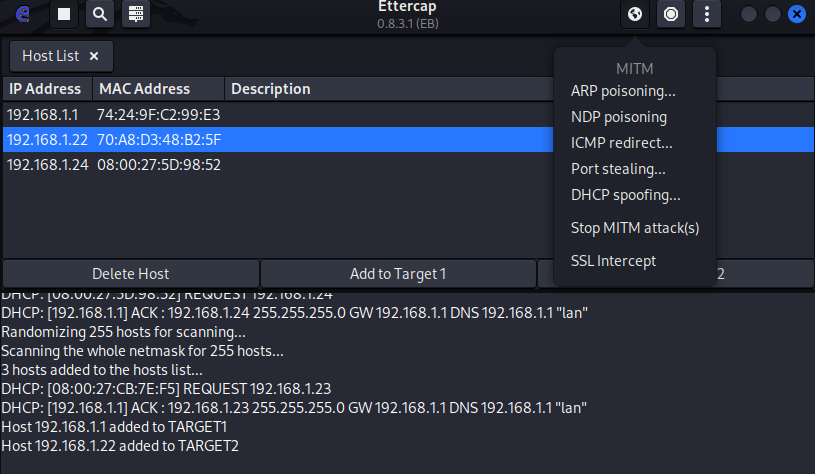 Ettercap
0.8.3.1 (EB)
Host List ×
MITM
ARP poisoning...
NDP poisoning
ICMP redirect...
Port stealing...
DHCP spoofing...
Stop MITM attack(s)
SSL Intercept
IP Address MAC Address Description
192.168.1.1 74:24:9F:C2:99:E3
192.168.1.22 70:A8:D3:48:B2:5F
192.168.1.24 08:00:27:5D:98:52
Delete Host Add to Target 1 2
DHCP: [08:00:27:5D:98:52] REQUEST 192.168.1.24
DHCP: [192.168.1.1] ACK : 192.168.1.24 255.255.255.0 GW 192.168.1.1 DNS 192.168.1.1 "lan"
Randomizing 255 hosts for scanning...
Scanning the whole netmask for 255 hosts...
3 hosts added to the hosts list...
DHCP: [08:00:27:CB:7E:F5] REQUEST 192.168.1.23
DHCP: [192.168.1.1] ACK : 192.168.1.23 255.255.255.0 GW 192.168.1.1 DNS 192.168.1.1 "lan"
Host 192.168.1.1 added to TARGET1
Host 192.168.1.22 added to TARGET2